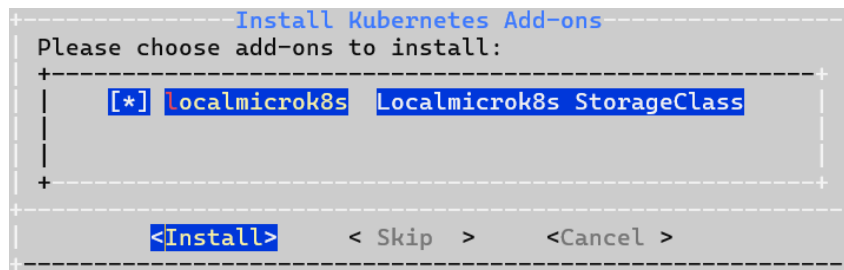 Install Kubernetes Add-ons
Please choose add-ons to install:
[*] localmicrok8s Localmicrok8s StorageClass
<Install> < Skip > <Cancel >